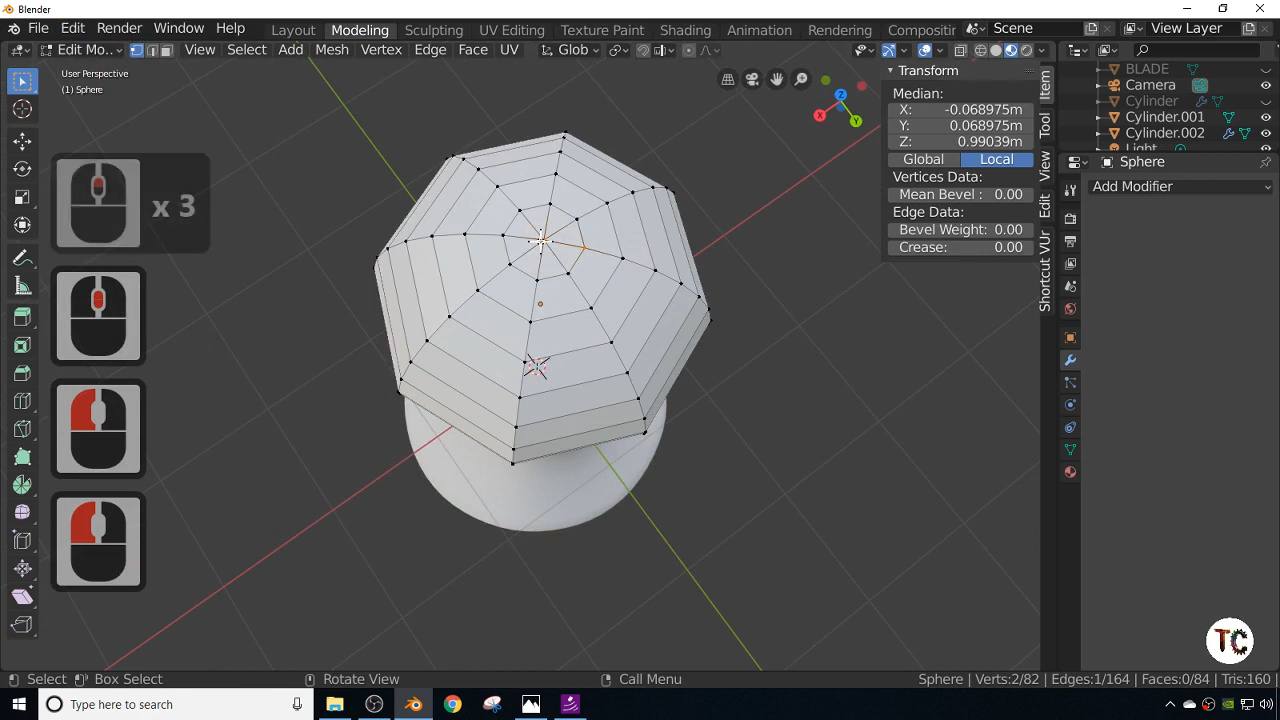 Blender
File Edit Render Window Help Layout Modeling Sculpting UV Editing Texture Paint Shading Animation Rendering Compositir Scene View Layer
Edit Mo... View Select Add Mesh Vertex Edge Face UV Glob
User Perspective
(1) Sphere
x 3
Z
X
Y
Transform
Median:
X: -0.068975m
Y: 0.068975m
Z: 0.99039m
Global Local
Vertices Data:
Mean Bevel : 0.00
Edge Data:
Bevel Weight: 0.00
Crease: 0.00
Item
Tool
View
Edit
Shortcut VUr
BLADE
Camera
Cylinder
Cylinder.001
Cylinder.002
Light
Sphere
Add Modifier
TC
Select Box Select Rotate View Call Menu Sphere | Verts:2/82 | Edges:1/164 | Faces:0/84 | Tris:160
Type here to search